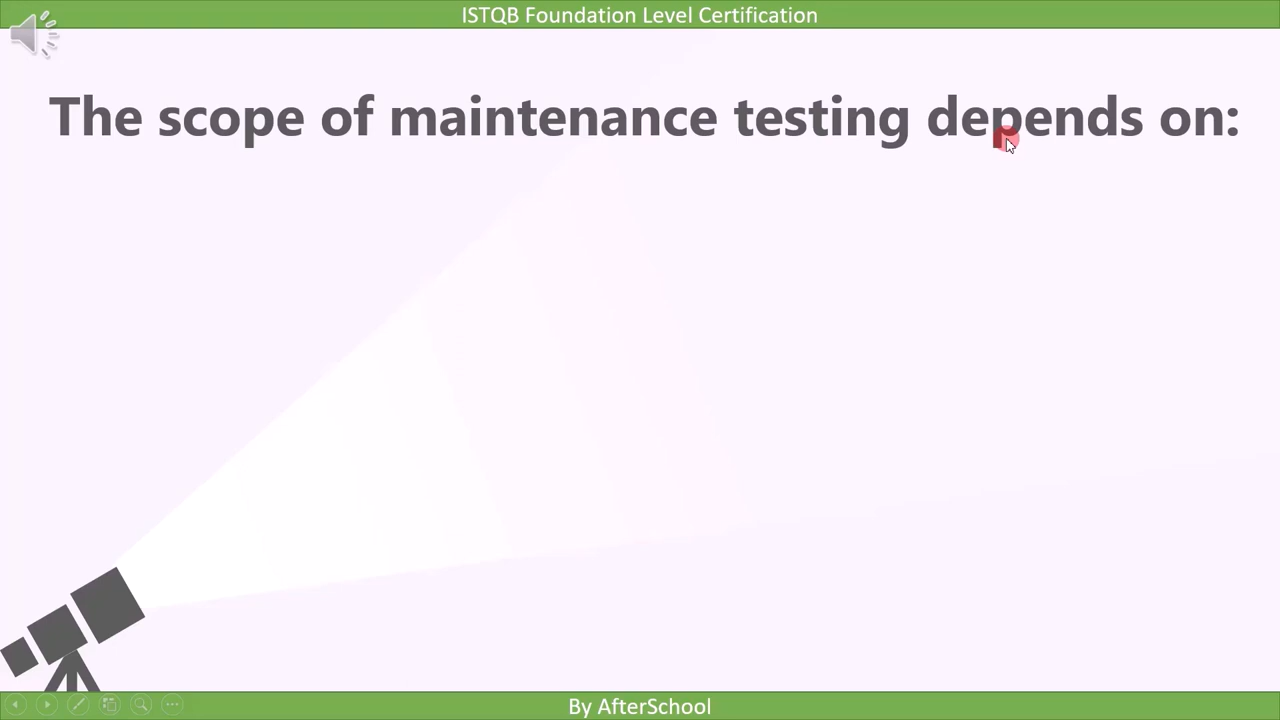 ISTQB Foundation Level Certification
The scope of maintenance testing depends on:
By AfterSchool